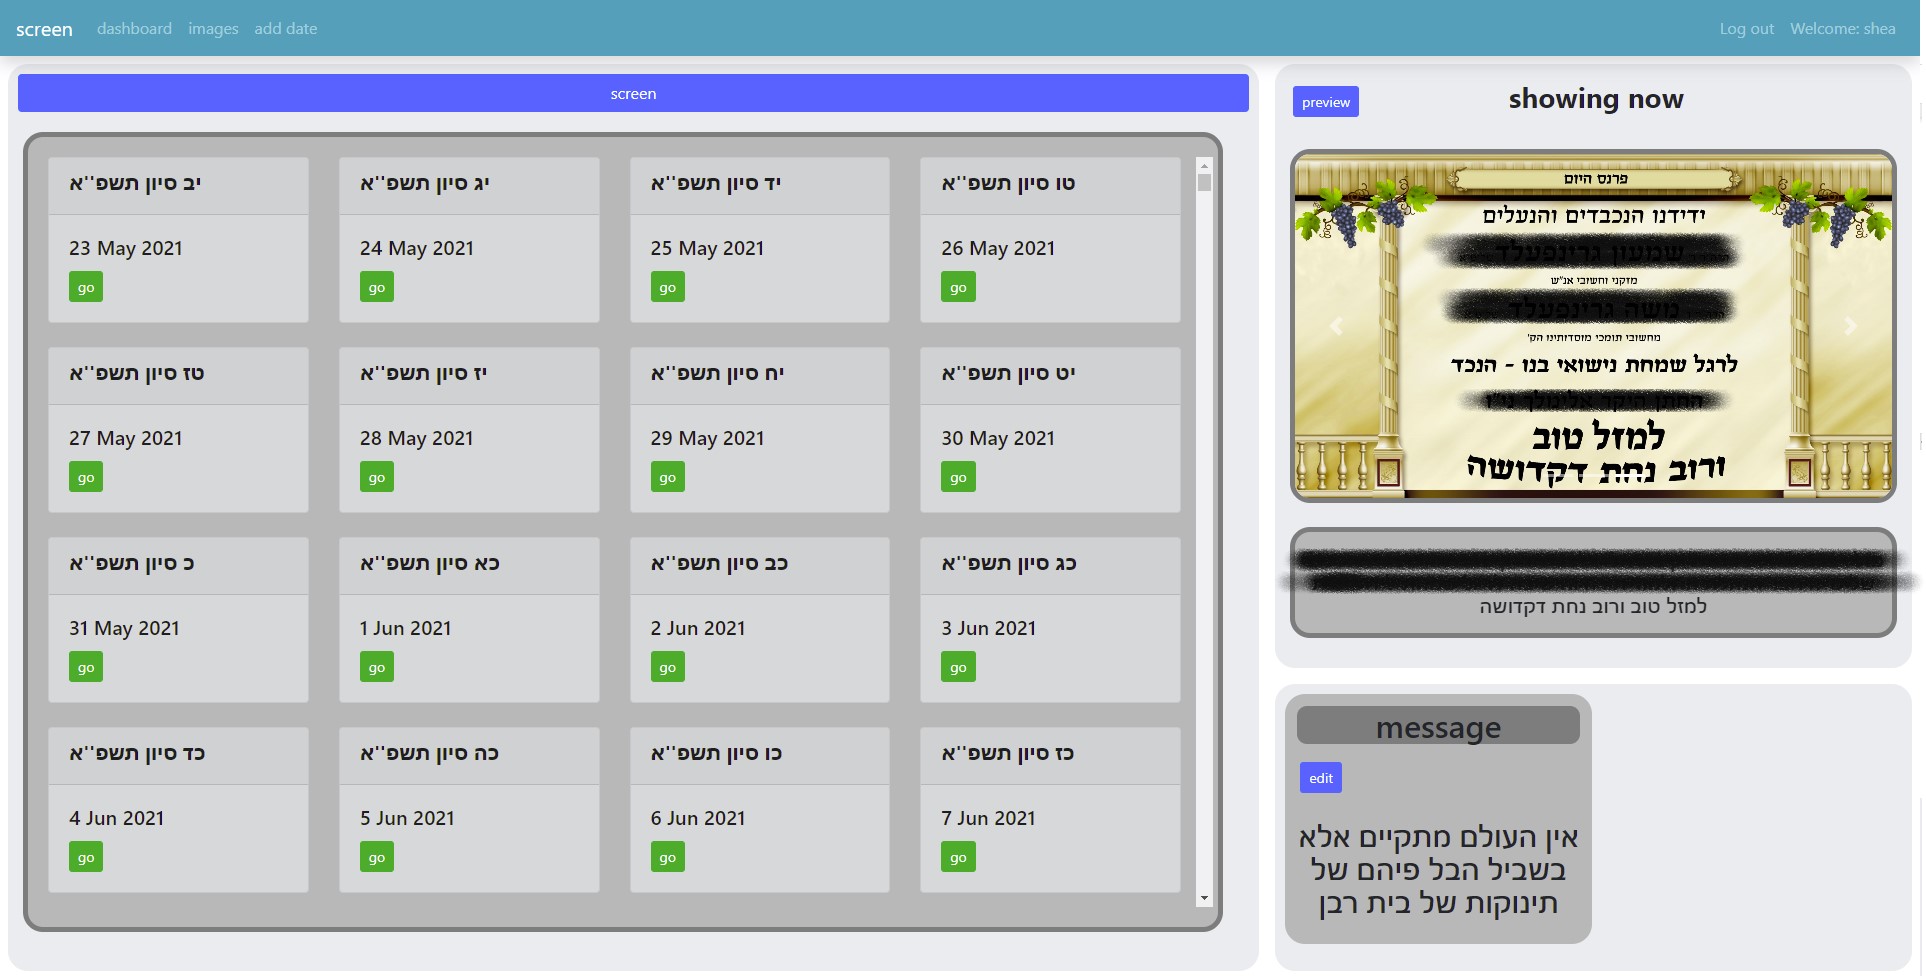 screen dashboard images add date Log out Welcome: shea
screen
יב סיון תשפ''א
23 May 2021
go
יג סיון תשפ''א
24 May 2021
go
יד סיון תשפ''א
25 May 2021
go
טו סיון תשפ''א
26 May 2021
go
טז סיון תשפ''א
27 May 2021
go
יז סיון תשפ''א
28 May 2021
go
יח סיון תשפ''א
29 May 2021
go
יט סיון תשפ''א
30 May 2021
go
כ סיון תשפ''א
31 May 2021
go
כא סיון תשפ''א
1 Jun 2021
go
כב סיון תשפ''א
2 Jun 2021
go
כג סיון תשפ''א
3 Jun 2021
go
כד סיון תשפ''א
4 Jun 2021
go
כה סיון תשפ''א
5 Jun 2021
go
כו סיון תשפ''א
6 Jun 2021
go
כז סיון תשפ''א
7 Jun 2021
go
preview
showing now
פרנס היום
ידידנו הנכבדים והנעלים
מזקני וחשובי אנ"ש
מחשובי תומכי מוסדותינו הק'
לרגל שמחת נישואי בנו - הנכד
למזל טוב
ורוב נחת דקדושה
למזל טוב ורוב נחת דקדושה
message
edit
אין העולם מתקיים אלא
בשביל הבל פיהם של
תינוקות של בית רבן